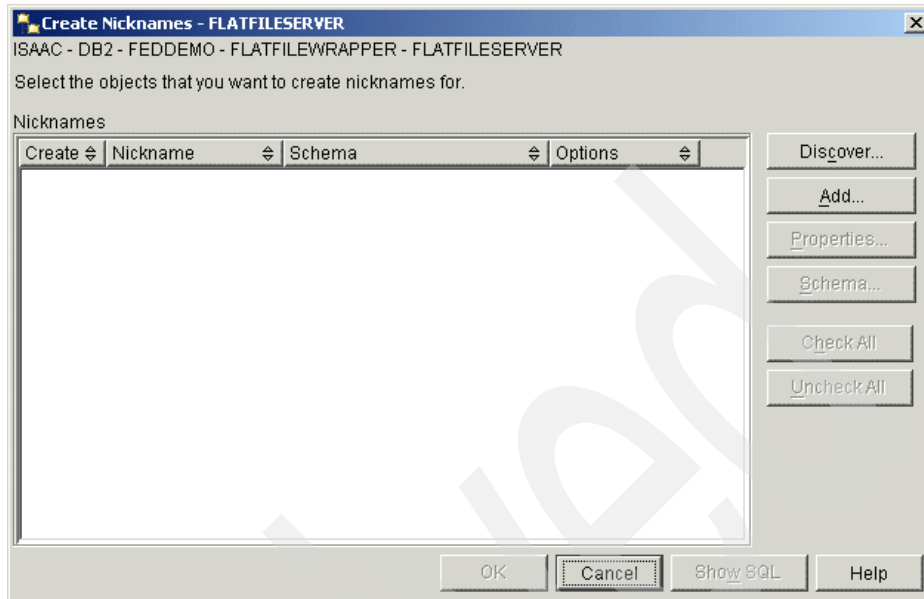 Create Nicknames - FLATFILESERVER
ISAAC - DB2 - FEDDEMO - FLATFILEWRAPPER - FLATFILESERVER
Select the objects that you want to create nicknames for.
Nicknames
Create Nickname Schema Options
Discover...
Add...
Properties...
Schema...
Check All
Uncheck All
OK Cancel Show SQL Help